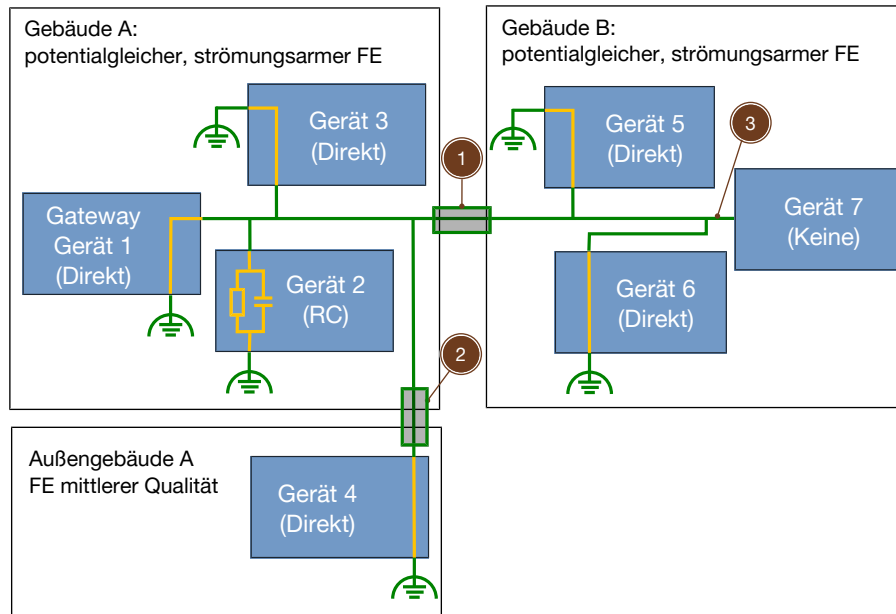 Gebäude A:
potentialgleicher, strömungsarmer FE
Gebäude B:
potentialgleicher, strömungsarmer FE
Gerät 3
(Direkt)
Gerät 5
(Direkt)
3
1
Gateway
Gerät 1
(Direkt)
Gerät 7
(Keine)
Gerät 2
(RC)
Gerät 6
(Direkt)
2
Außengebäude A
FE mittlerer Qualität
Gerät 4
(Direkt)